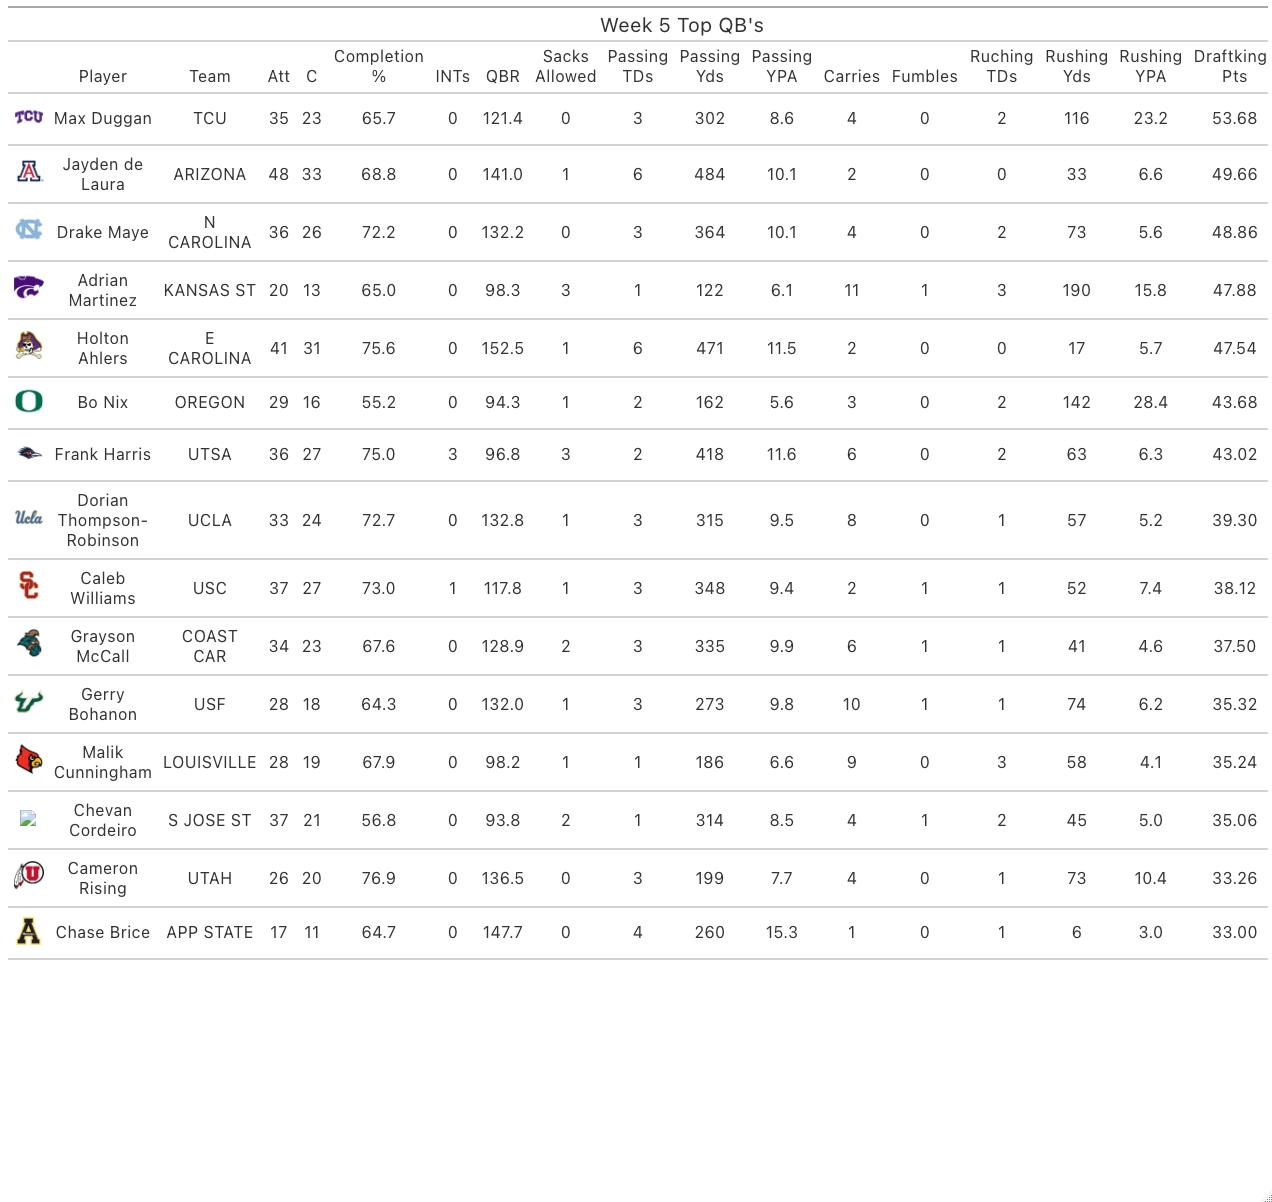 Week 5 Top QB's
Player Team Att C Completion % INTs QBR Sacks Allowed Passing TDs Passing Yds Passing YPA Carries Fumbles Ruching TDs Rushing Yds Rushing YPA Draftking Pts
TCU Max Duggan TCU 35 23 65.7 0 121.4 0 3 302 8.6 4 0 2 116 23.2 53.68
A Jayden de Laura ARIZONA 48 33 68.8 0 141.0 1 6 484 10.1 2 0 0 33 6.6 49.66
NC Drake Maye N CAROLINA 36 26 72.2 0 132.2 0 3 364 10.1 4 0 2 73 5.6 48.86
Adrian Martinez KANSAS ST 20 13 65.0 0 98.3 3 1 122 6.1 11 1 3 190 15.8 47.88
Holton Ahlers E CAROLINA 41 31 75.6 0 152.5 1 6 471 11.5 2 0 0 17 5.7 47.54
O Bo Nix OREGON 29 16 55.2 0 94.3 1 2 162 5.6 3 0 2 142 28.4 43.68
Frank Harris UTSA 36 27 75.0 3 96.8 3 2 418 11.6 6 0 2 63 6.3 43.02
Ucla Dorian Thompson-Robinson UCLA 33 24 72.7 0 132.8 1 3 315 9.5 8 0 1 57 5.2 39.30
SC Caleb Williams USC 37 27 73.0 1 117.8 1 3 348 9.4 2 1 1 52 7.4 38.12
Grayson McCall COAST CAR 34 23 67.6 0 128.9 2 3 335 9.9 6 1 1 41 4.6 37.50
Gerry Bohanon USF 28 18 64.3 0 132.0 1 3 273 9.8 10 1 1 74 6.2 35.32
Malik Cunningham LOUISVILLE 28 19 67.9 0 98.2 1 1 186 6.6 9 0 3 58 4.1 35.24
Chevan Cordeiro S JOSE ST 37 21 56.8 0 93.8 2 1 314 8.5 4 1 2 45 5.0 35.06
U Cameron Rising UTAH 26 20 76.9 0 136.5 0 3 199 7.7 4 0 1 73 10.4 33.26
A Chase Brice APP STATE 17 11 64.7 0 147.7 0 4 260 15.3 1 0 1 6 3.0 33.00